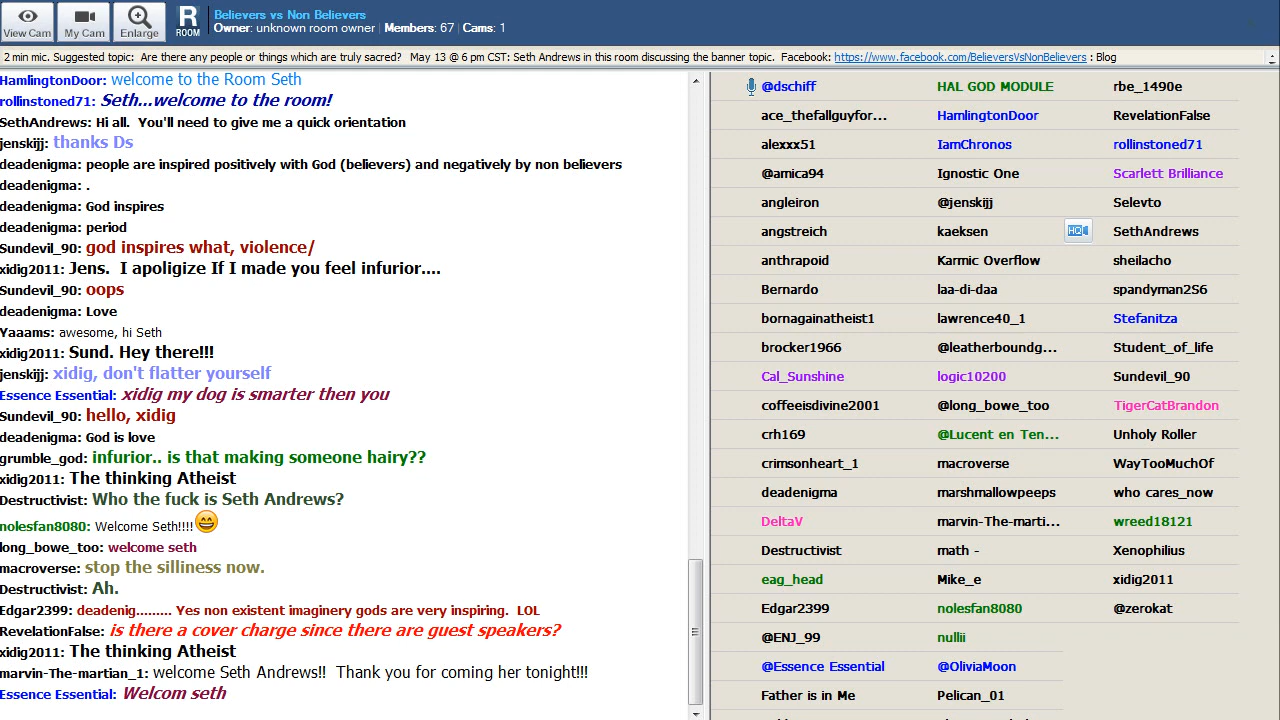 Believers vs Non Believers
Owner: unknown room owner | Members: 67 | Cams: 1
View Cam
My Cam
Enlarge
R
ROOM
2 min mic. Suggested topic: Are there any people or things which are truly sacred? May 13 @ 6 pm CST: Seth Andrews in this room discussing the banner topic. Facebook: https://www.facebook.com/BelieversVsNonBelievers : Blog
HamlingtonDoor: welcome to the Room Seth
rollinstoned71: Seth...welcome to the room!
SethAndrews: Hi all. You'll need to give me a quick orientation
jenskijj: thanks Ds
deadenigma: people are inspired positively with God (believers) and negatively by non believers
deadenigma: .
deadenigma: God inspires
deadenigma: period
Sundevil_90: god inspires what, violence/
xidig2011: Jens. I apoligize If I made you feel infurior....
Sundevil_90: oops
deadenigma: Love
Yaaams: awesome, hi Seth
xidig2011: Sund. Hey there!!!
jenskijj: xidig, don't flatter yourself
Essence Essential: xidig my dog is smarter then you
Sundevil_90: hello, xidig
deadenigma: God is love
grumble_god: infurior.. is that making someone hairy??
xidig2011: The thinking Atheist
Destructivist: Who the fuck is Seth Andrews?
nolesfan8080: Welcome Seth!!!!
long_bowe_too: welcome seth
macroverse: stop the silliness now.
Destructivist: Ah.
Edgar2399: deadenig......... Yes non existent imaginery gods are very inspiring. LOL
RevelationFalse: is there a cover charge since there are guest speakers?
xidig2011: The thinking Atheist
marvin-The-martian_1: welcome Seth Andrews!! Thank you for coming her tonight!!!
Essence Essential: Welcom seth
@dschiff
ace_thefallguyfor...
alexxx51
@amica94
angleiron
angstreich
anthrapoid
Bernardo
bornagainatheist1
brocker1966
Cal_Sunshine
coffeeisdivine2001
crh169
crimsonheart_1
deadenigma
DeltaV
Destructivist
eag_head
Edgar2399
@ENJ_99
@Essence Essential
Father is in Me
HAL GOD MODULE
HamlingtonDoor
IamChronos
Ignostic One
@jenskijj
kaeksen
Karmic Overflow
laa-di-daa
lawrence40_1
@leatherboundg...
logic10200
@long_bowe_too
@Lucent en Ten...
macroverse
marshmallowpeeps
marvin-The-marti...
math -
Mike_e
nolesfan8080
nullii
@OliviaMoon
Pelican_01
rbe_1490e
RevelationFalse
rollinstoned71
Scarlett Brilliance
Selevto
HQ
SethAndrews
sheilacho
spandyman2S6
Stefanitza
Student_of_life
Sundevil_90
TigerCatBrandon
Unholy Roller
WayTooMuchOf
who cares_now
wreed18121
Xenophilius
xidig2011
@zerokat